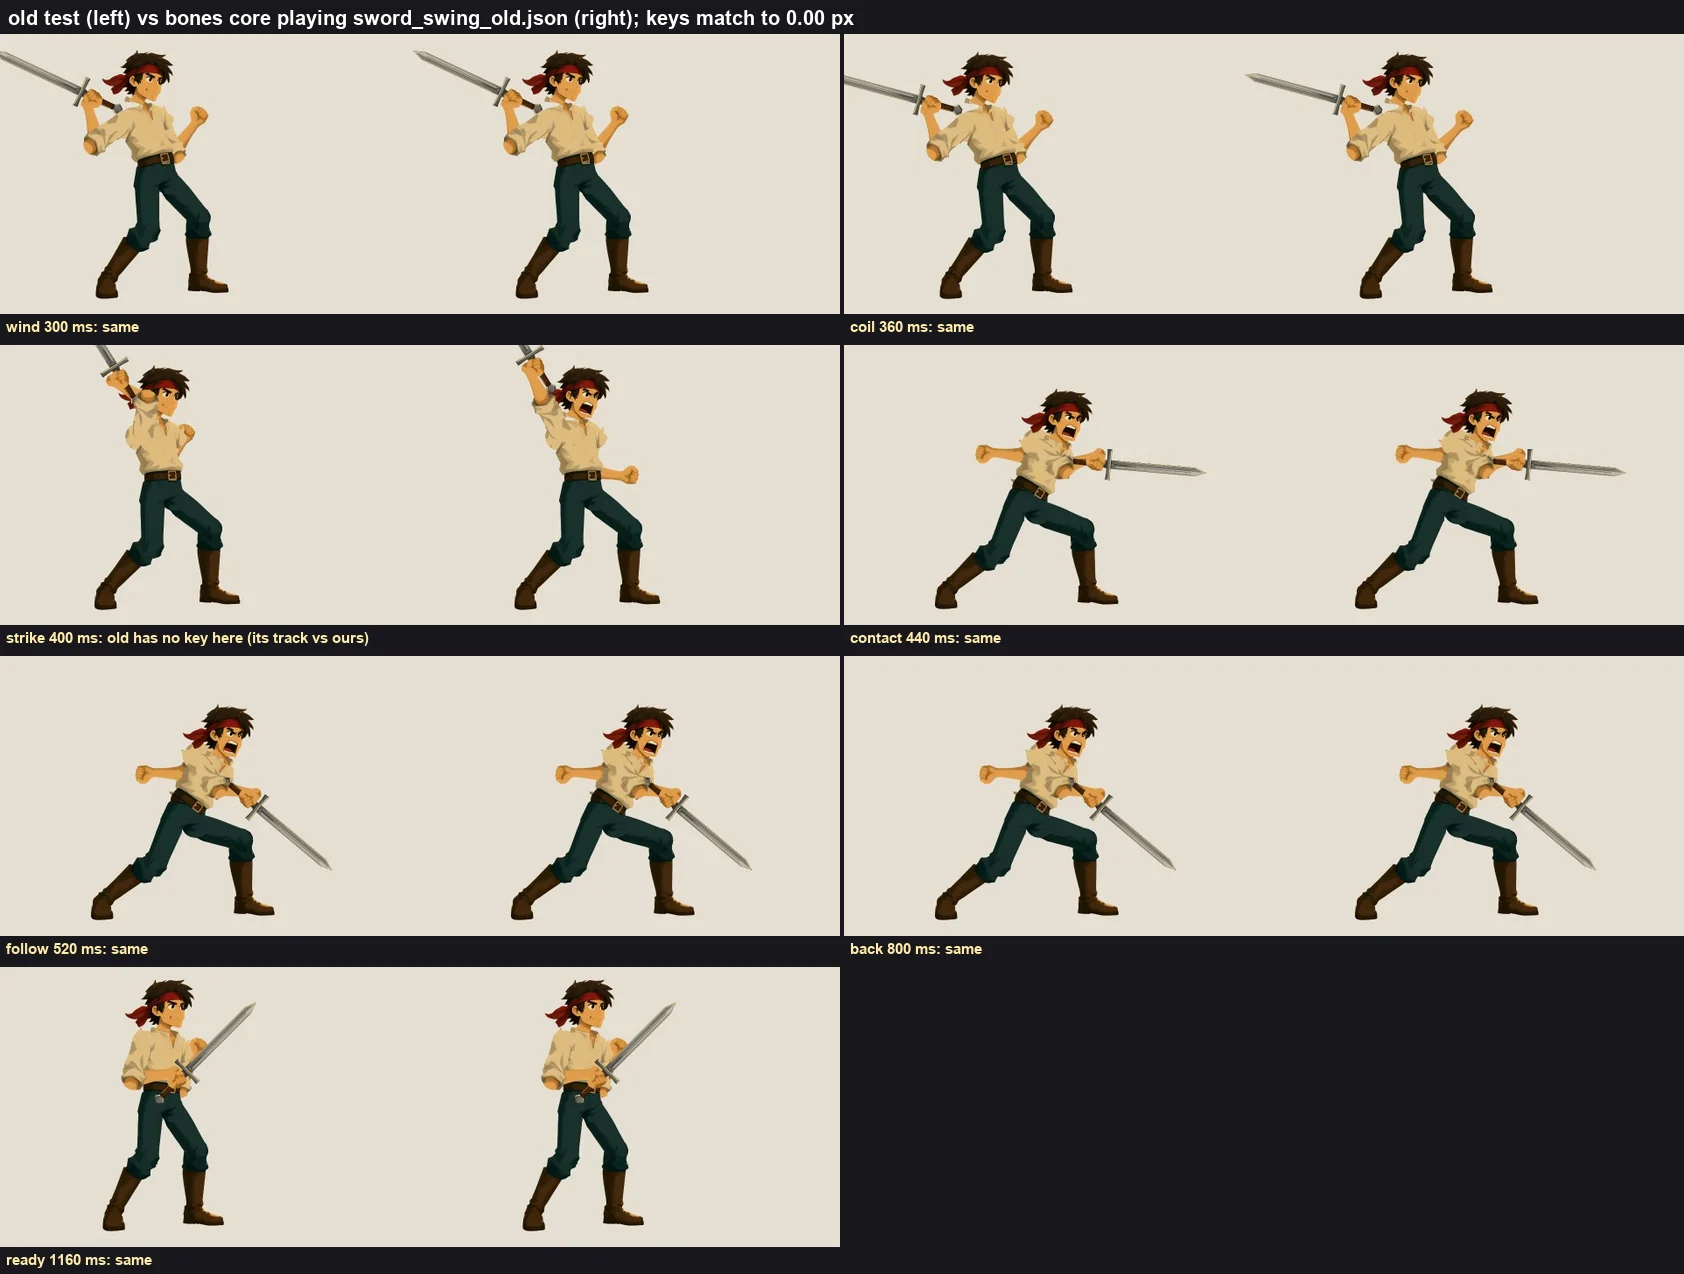 old test (left) vs bones core playing sword_swing_old.json (right); keys match to 0.00 px
wind 300 ms: same
coil 360 ms: same
strike 400 ms: old has no key here (its track vs ours)
contact 440 ms: same
follow 520 ms: same
back 800 ms: same
ready 1160 ms: same